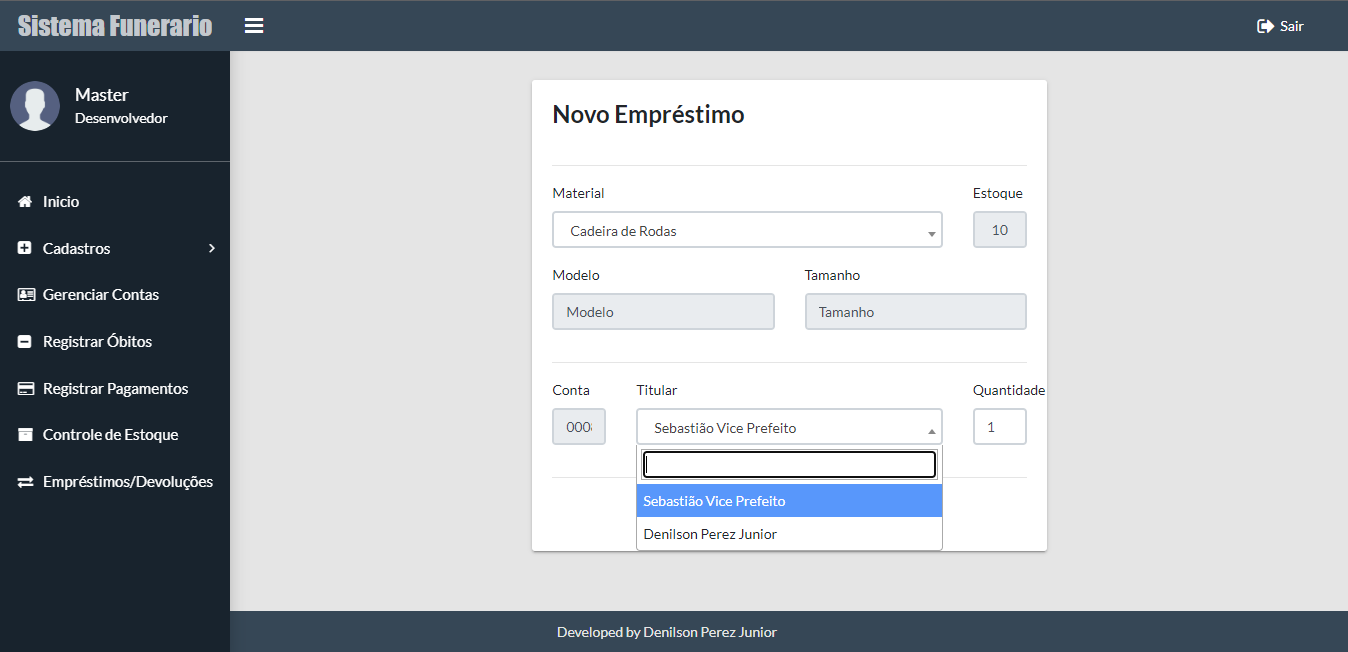 Sistema Funerario
Sair
Master
Desenvolvedor
Inicio
Cadastros
Gerenciar Contas
Registrar Óbitos
Registrar Pagamentos
Controle de Estoque
Empréstimos/Devoluções
Novo Empréstimo
Material Estoque
Cadeira de Rodas 10
Modelo Tamanho
Modelo Tamanho
Conta Titular Quantidade
000 Sebastião Vice Prefeito 1
Sebastião Vice Prefeito
Denilson Perez Junior
Developed by Denilson Perez Junior